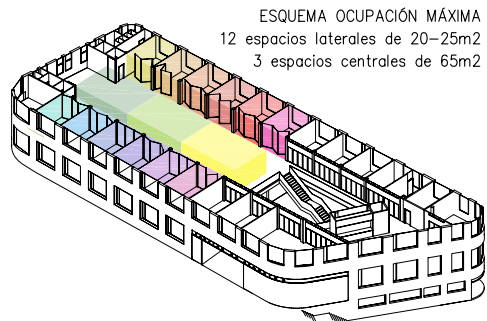 ESQUEMA OCUPACIÓN MÁXIMA
12 espacios laterales de 20-25m2
3 espacios centrales de 65m2